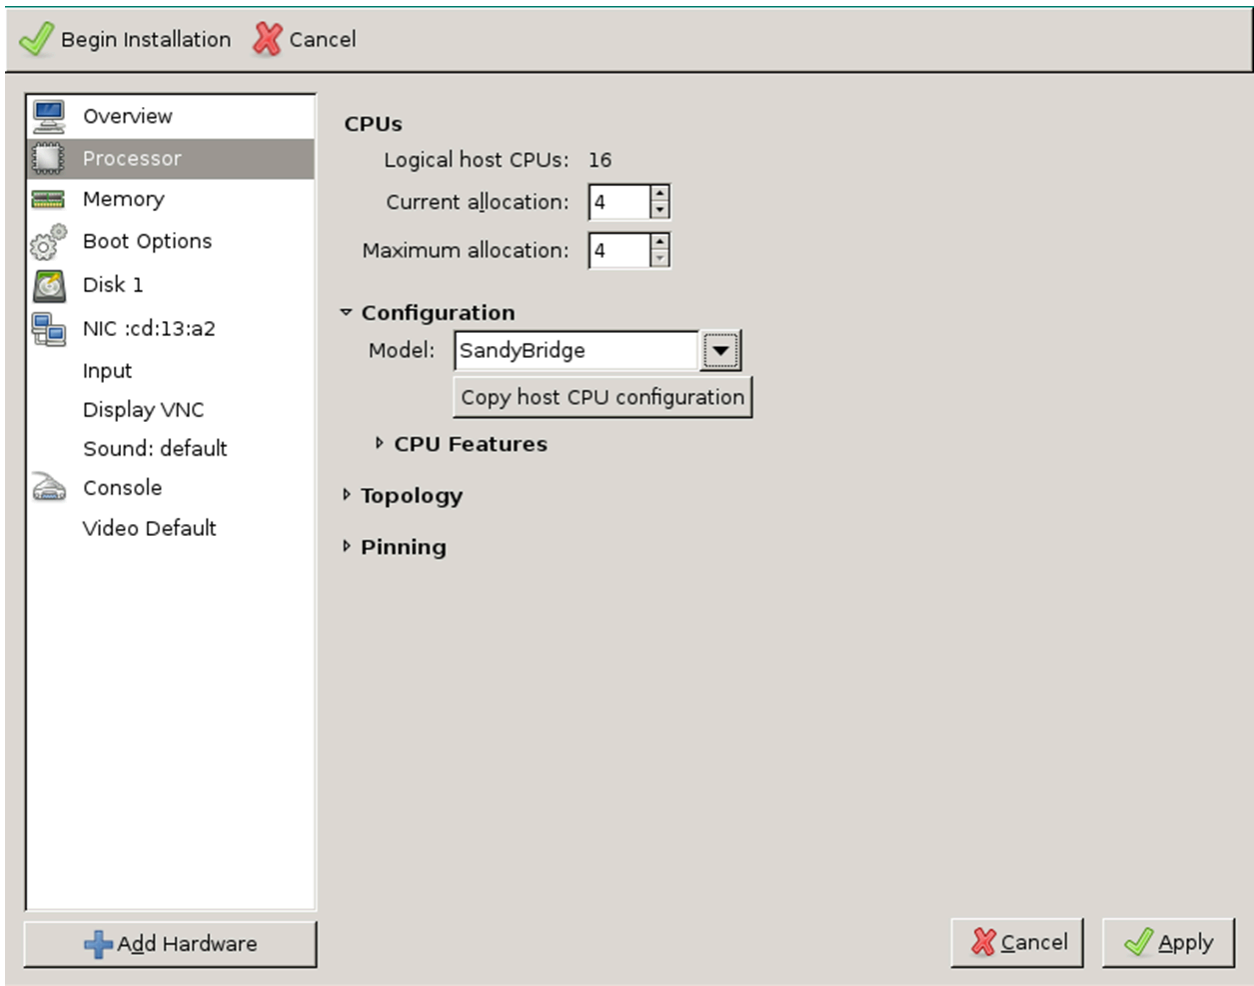 Begin Installation Cancel
Overview
Processor
Memory
Boot Options
Disk 1
NIC :cd:13:a2
Input
Display VNC
Sound: default
Console
Video Default
Add Hardware
CPUs
Logical host CPUs: 16
Current allocation: 4
Maximum allocation: 4
Configuration
Model: SandyBridge
Copy host CPU configuration
CPU Features
Topology
Pinning
Cancel Apply